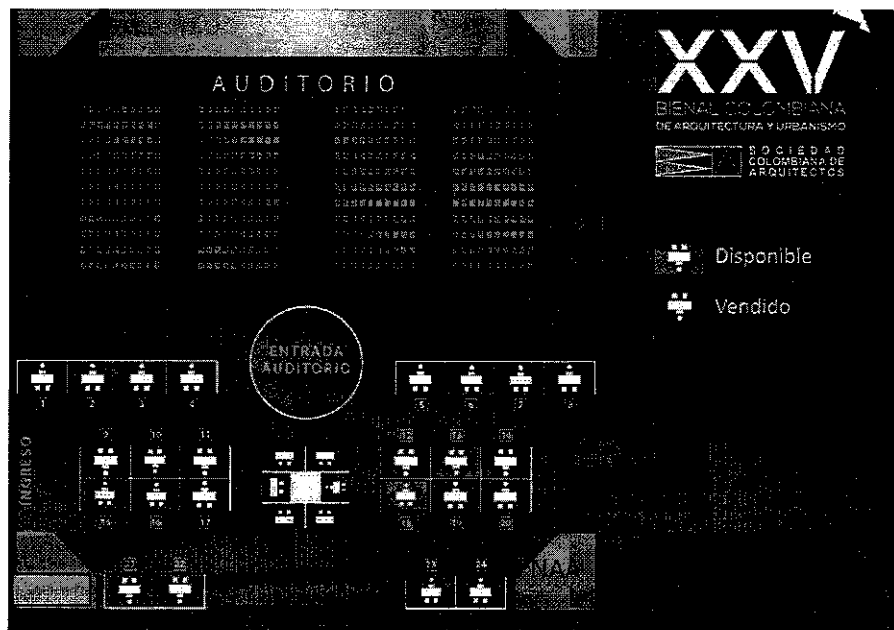 AUDITORIO
XXV
BIENAL COLOMBIANA
DE ARQUITECTURA Y URBANISMO
SOCIEDAD
COLOMBIANA DE
ARQUITECTOS
Disponible
Vendido
ENTRADA
AUDITORIO
1 2 3 4
5 6 7 8
INGRESO
9 10 11
12 13 14
15 16 17
18 19 20
21 22
23 24